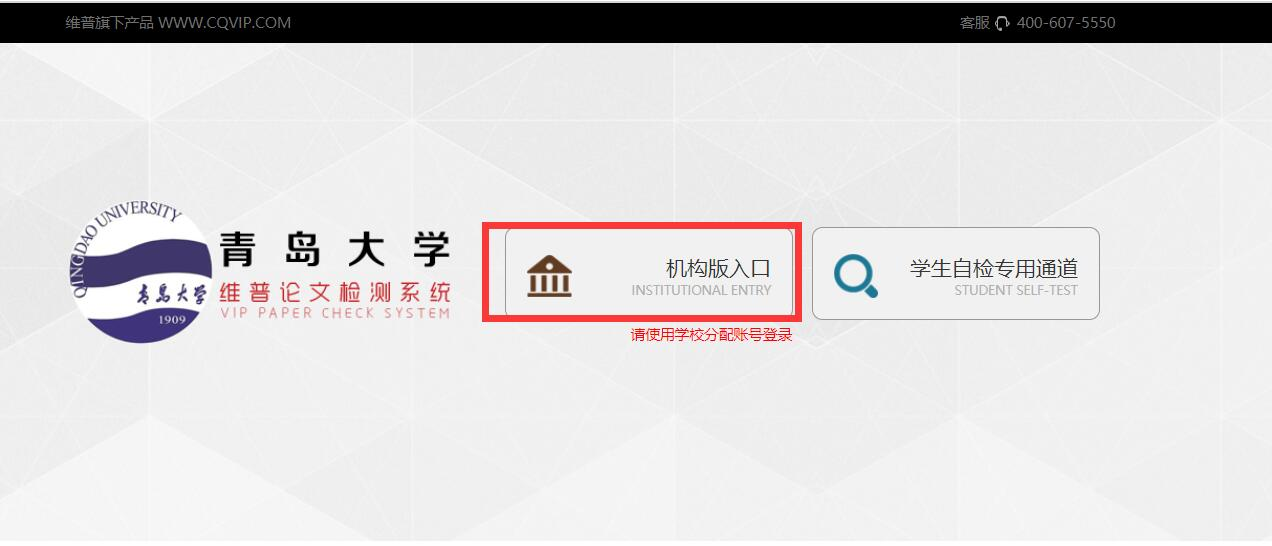 维普旗下产品 WWW.CQVIP.COM
客服 400-607-5550
QINGDAO UNIVERSITY
青岛大学
1909
青岛大学
维普论文检测系统
VIP PAPER CHECK SYSTEM
机构版入口
INSTITUTIONAL ENTRY
请使用学校分配账号登录
学生自检专用通道
STUDENT SELF-TEST